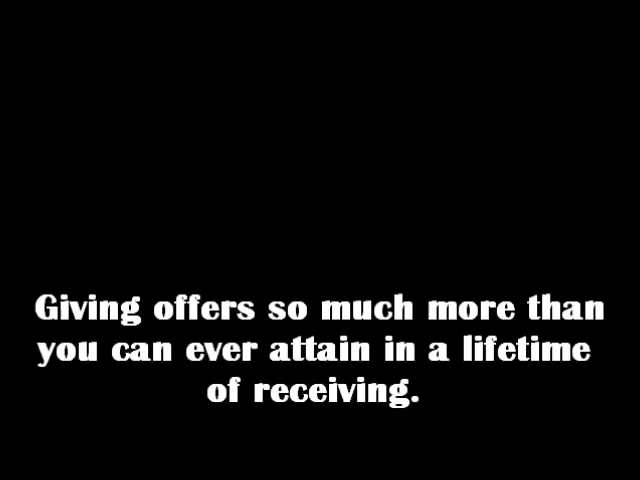 Giving offers so much more than
you can ever attain in a lifetime
of receiving.